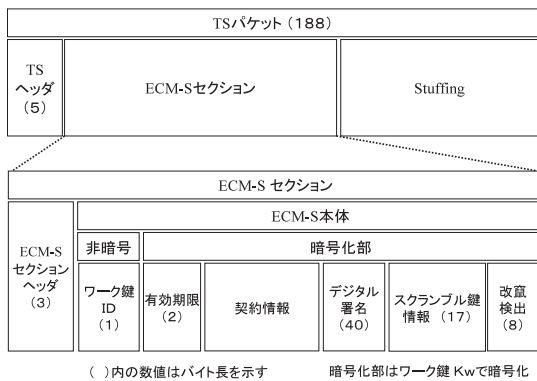 TSパケット(188)
TS
ヘッダ
(5)
ECM-Sセクション
Stuffing
ECM-S セクション
ECM-S
セクション
ヘッダ
(3)
ECM-S本体
非暗号
暗号化部
ワーク鍵
ID
(1)
有効期限
(2)
契約情報
デジタル
署名
(40)
スクランブル鍵
情報 (17)
改竄
検出
(8)
( )内の数値はバイト長を示す
暗号化部はワーク鍵 Kwで暗号化